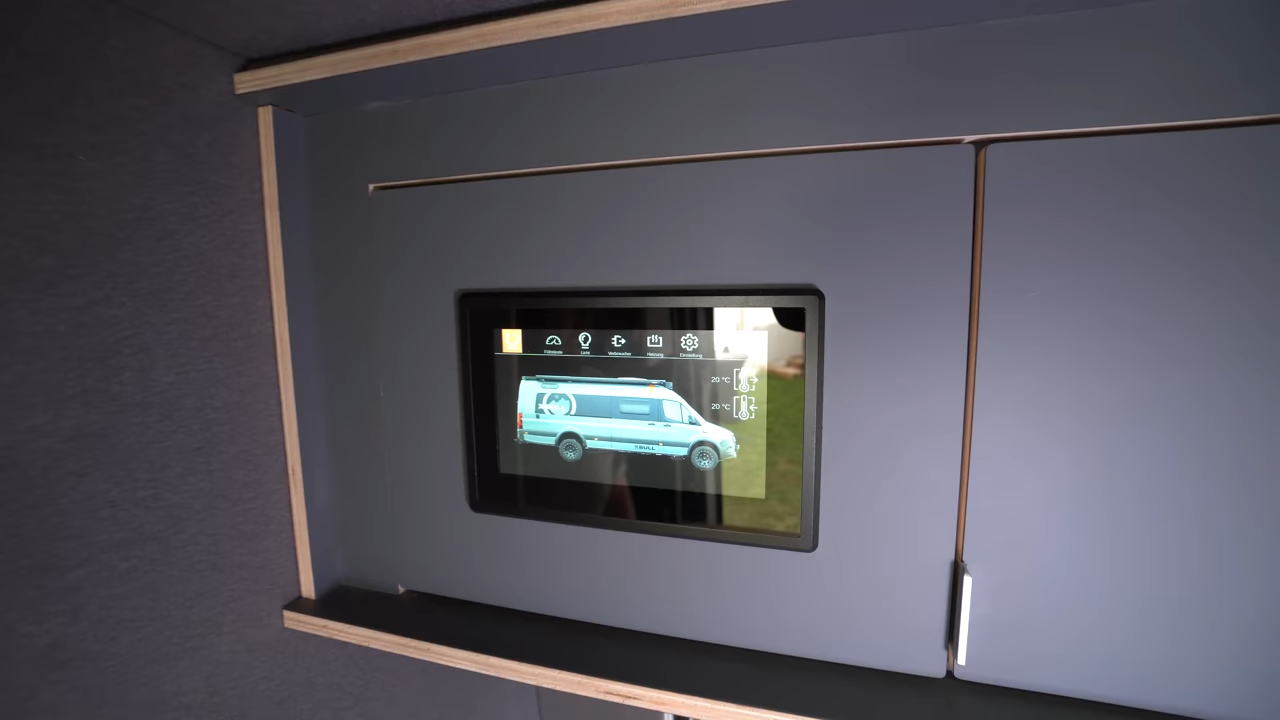 Füllstände
Licht
Verbraucher
Heizung
Einstellung
20 °C
20 °C
BULL